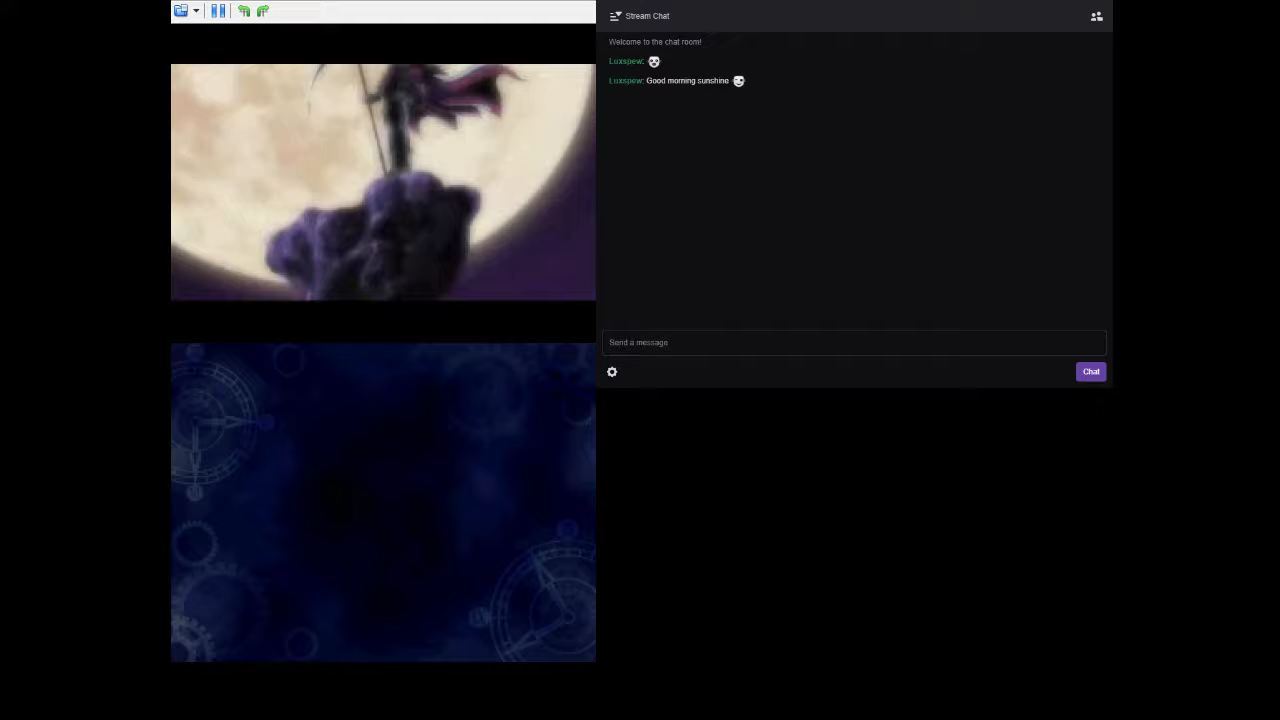 Stream Chat
Welcome to the chat room!
Luxspew:
Luxspew: Good morning sunshine
Send a message
Chat